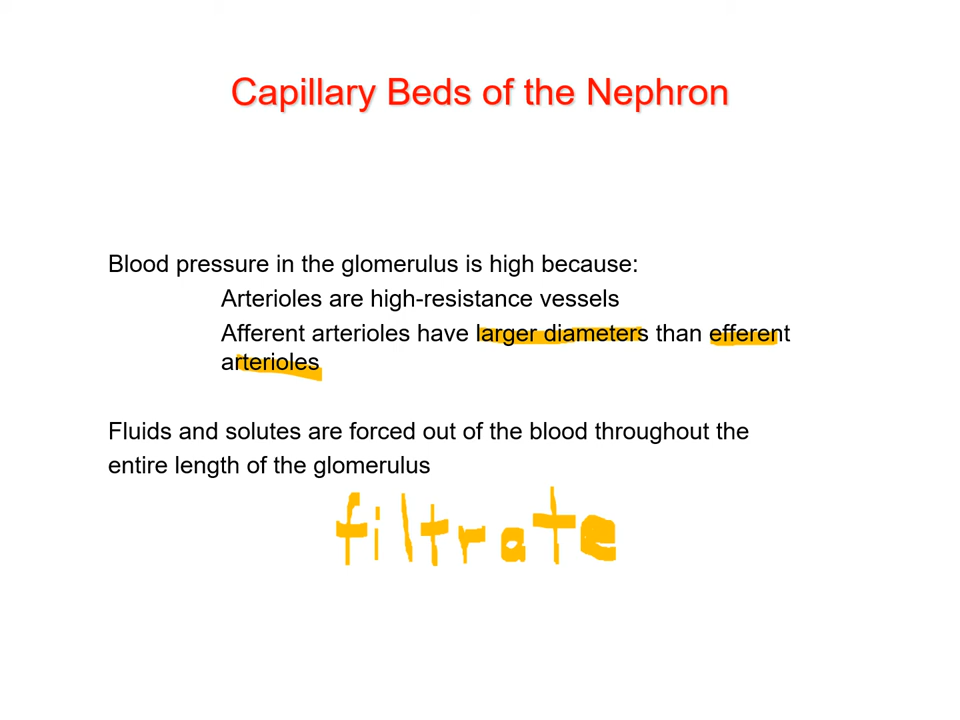 Capillary Beds of the Nephron
Blood pressure in the glomerulus is high because:
Arterioles are high-resistance vessels
Afferent arterioles have larger diameters than efferent
arterioles
Fluids and solutes are forced out of the blood throughout the
entire length of the glomerulus
filtrate